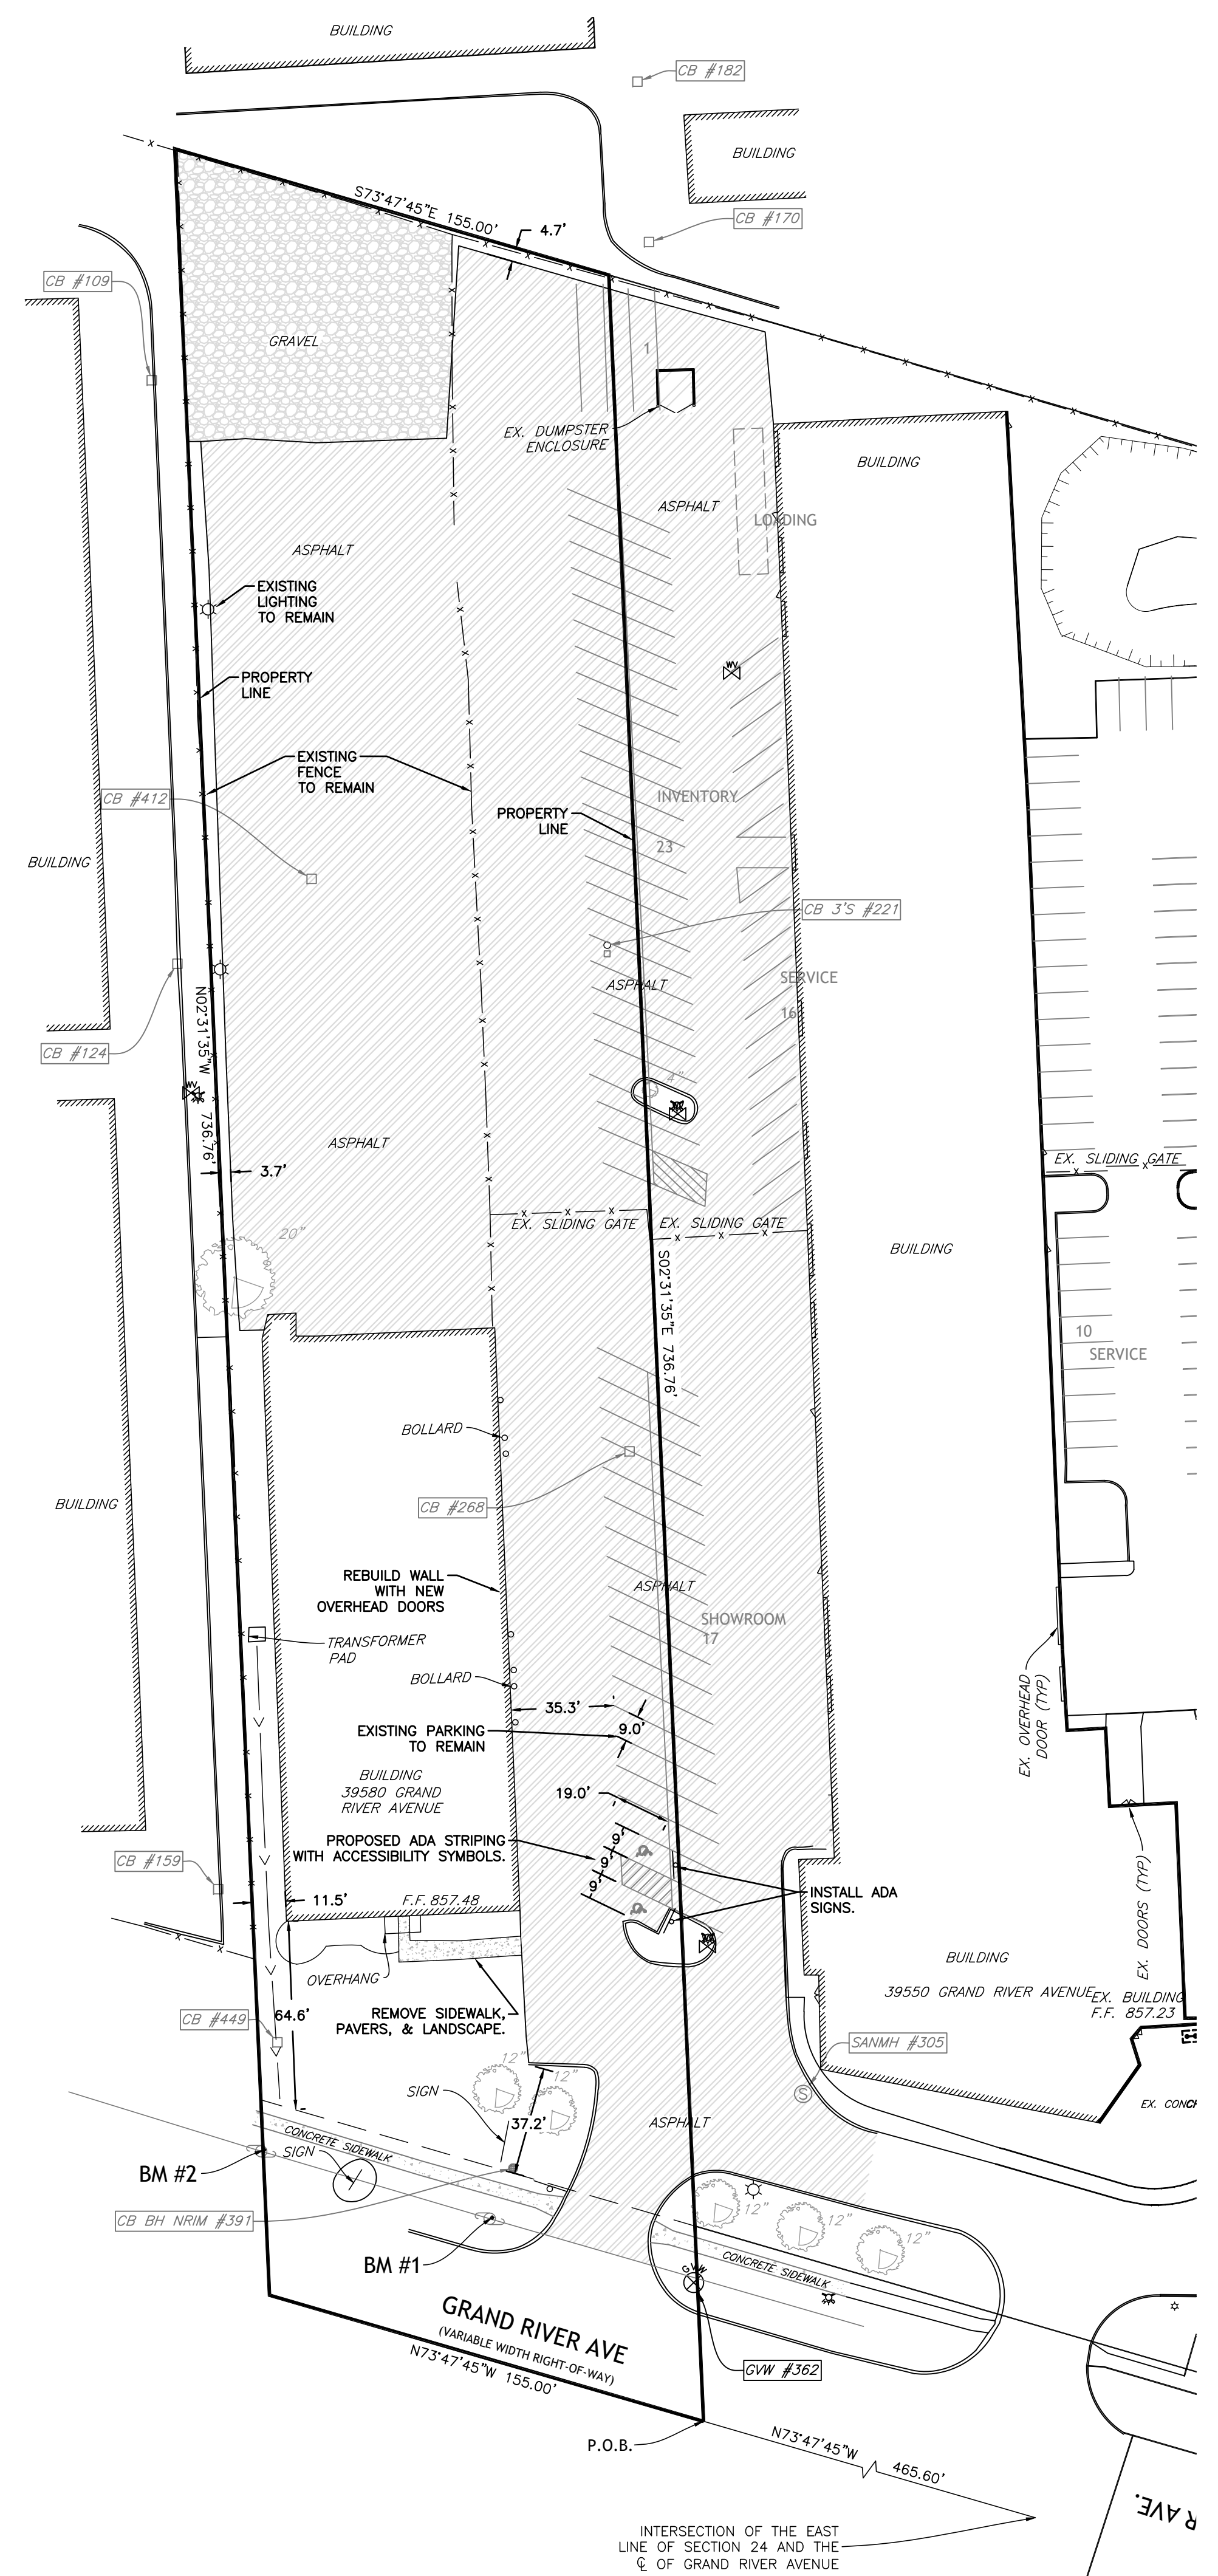 BUILDING
CB #182
BUILDING
S73°47'45"E 155.00'
4.7'
CB #170
CB #109
GRAVEL
1
EX. DUMPSTER
ENCLOSURE
BUILDING
ASPHALT
LOADING
ASPHALT
EXISTING
LIGHTING
TO REMAIN
WV
PROPERTY
LINE
EXISTING
FENCE
TO REMAIN
CB #412
INVENTORY
PROPERTY
LINE
23
BUILDING
CB 3'S #221
SERVICE
16
ASPHALT
N02°31'35"W 736.76'
CB #124
4"
WV
ASPHALT
3.7'
EX. SLIDING GATE
EX. SLIDING GATE
EX. SLIDING GATE
20"
BUILDING
S02°31'35"E 736.76'
10
SERVICE
BOLLARD
CB #268
BUILDING
REBUILD WALL
WITH NEW
OVERHEAD DOORS
ASPHALT
SHOWROOM
17
TRANSFORMER
PAD
BOLLARD
35.3'
9.0'
EXISTING PARKING
TO REMAIN
EX. OVERHEAD
DOOR (TYP)
BUILDING
39580 GRAND
RIVER AVENUE
19.0'
PROPOSED ADA STRIPING
WITH ACCESSIBILITY SYMBOLS.
9'
9'
9'
CB #159
11.5'
F.F. 857.48
INSTALL ADA
SIGNS.
EX. DOORS (TYP)
BUILDING
39550 GRAND RIVER AVENUE
EX. BUILDING
F.F. 857.23
OVERHANG
REMOVE SIDEWALK,
PAVERS, & LANDSCAPE.
64.6'
CB #449
SANMH #305
12"
12"
SIGN
37.2'
ASPHALT
EX. CONC
CONCRETE SIDEWALK
SIGN
BM #2
CB BH NRIM #391
12"
12"
12"
CONCRETE SIDEWALK
BM #1
GVW
GRAND RIVER AVE
(VARIABLE WIDTH RIGHT-OF-WAY)
N73°47'45"W 155.00'
GVW #362
P.O.B.
N73°47'45"W 465.60'
R AVE.
INTERSECTION OF THE EAST
LINE OF SECTION 24 AND THE
℄ OF GRAND RIVER AVENUE